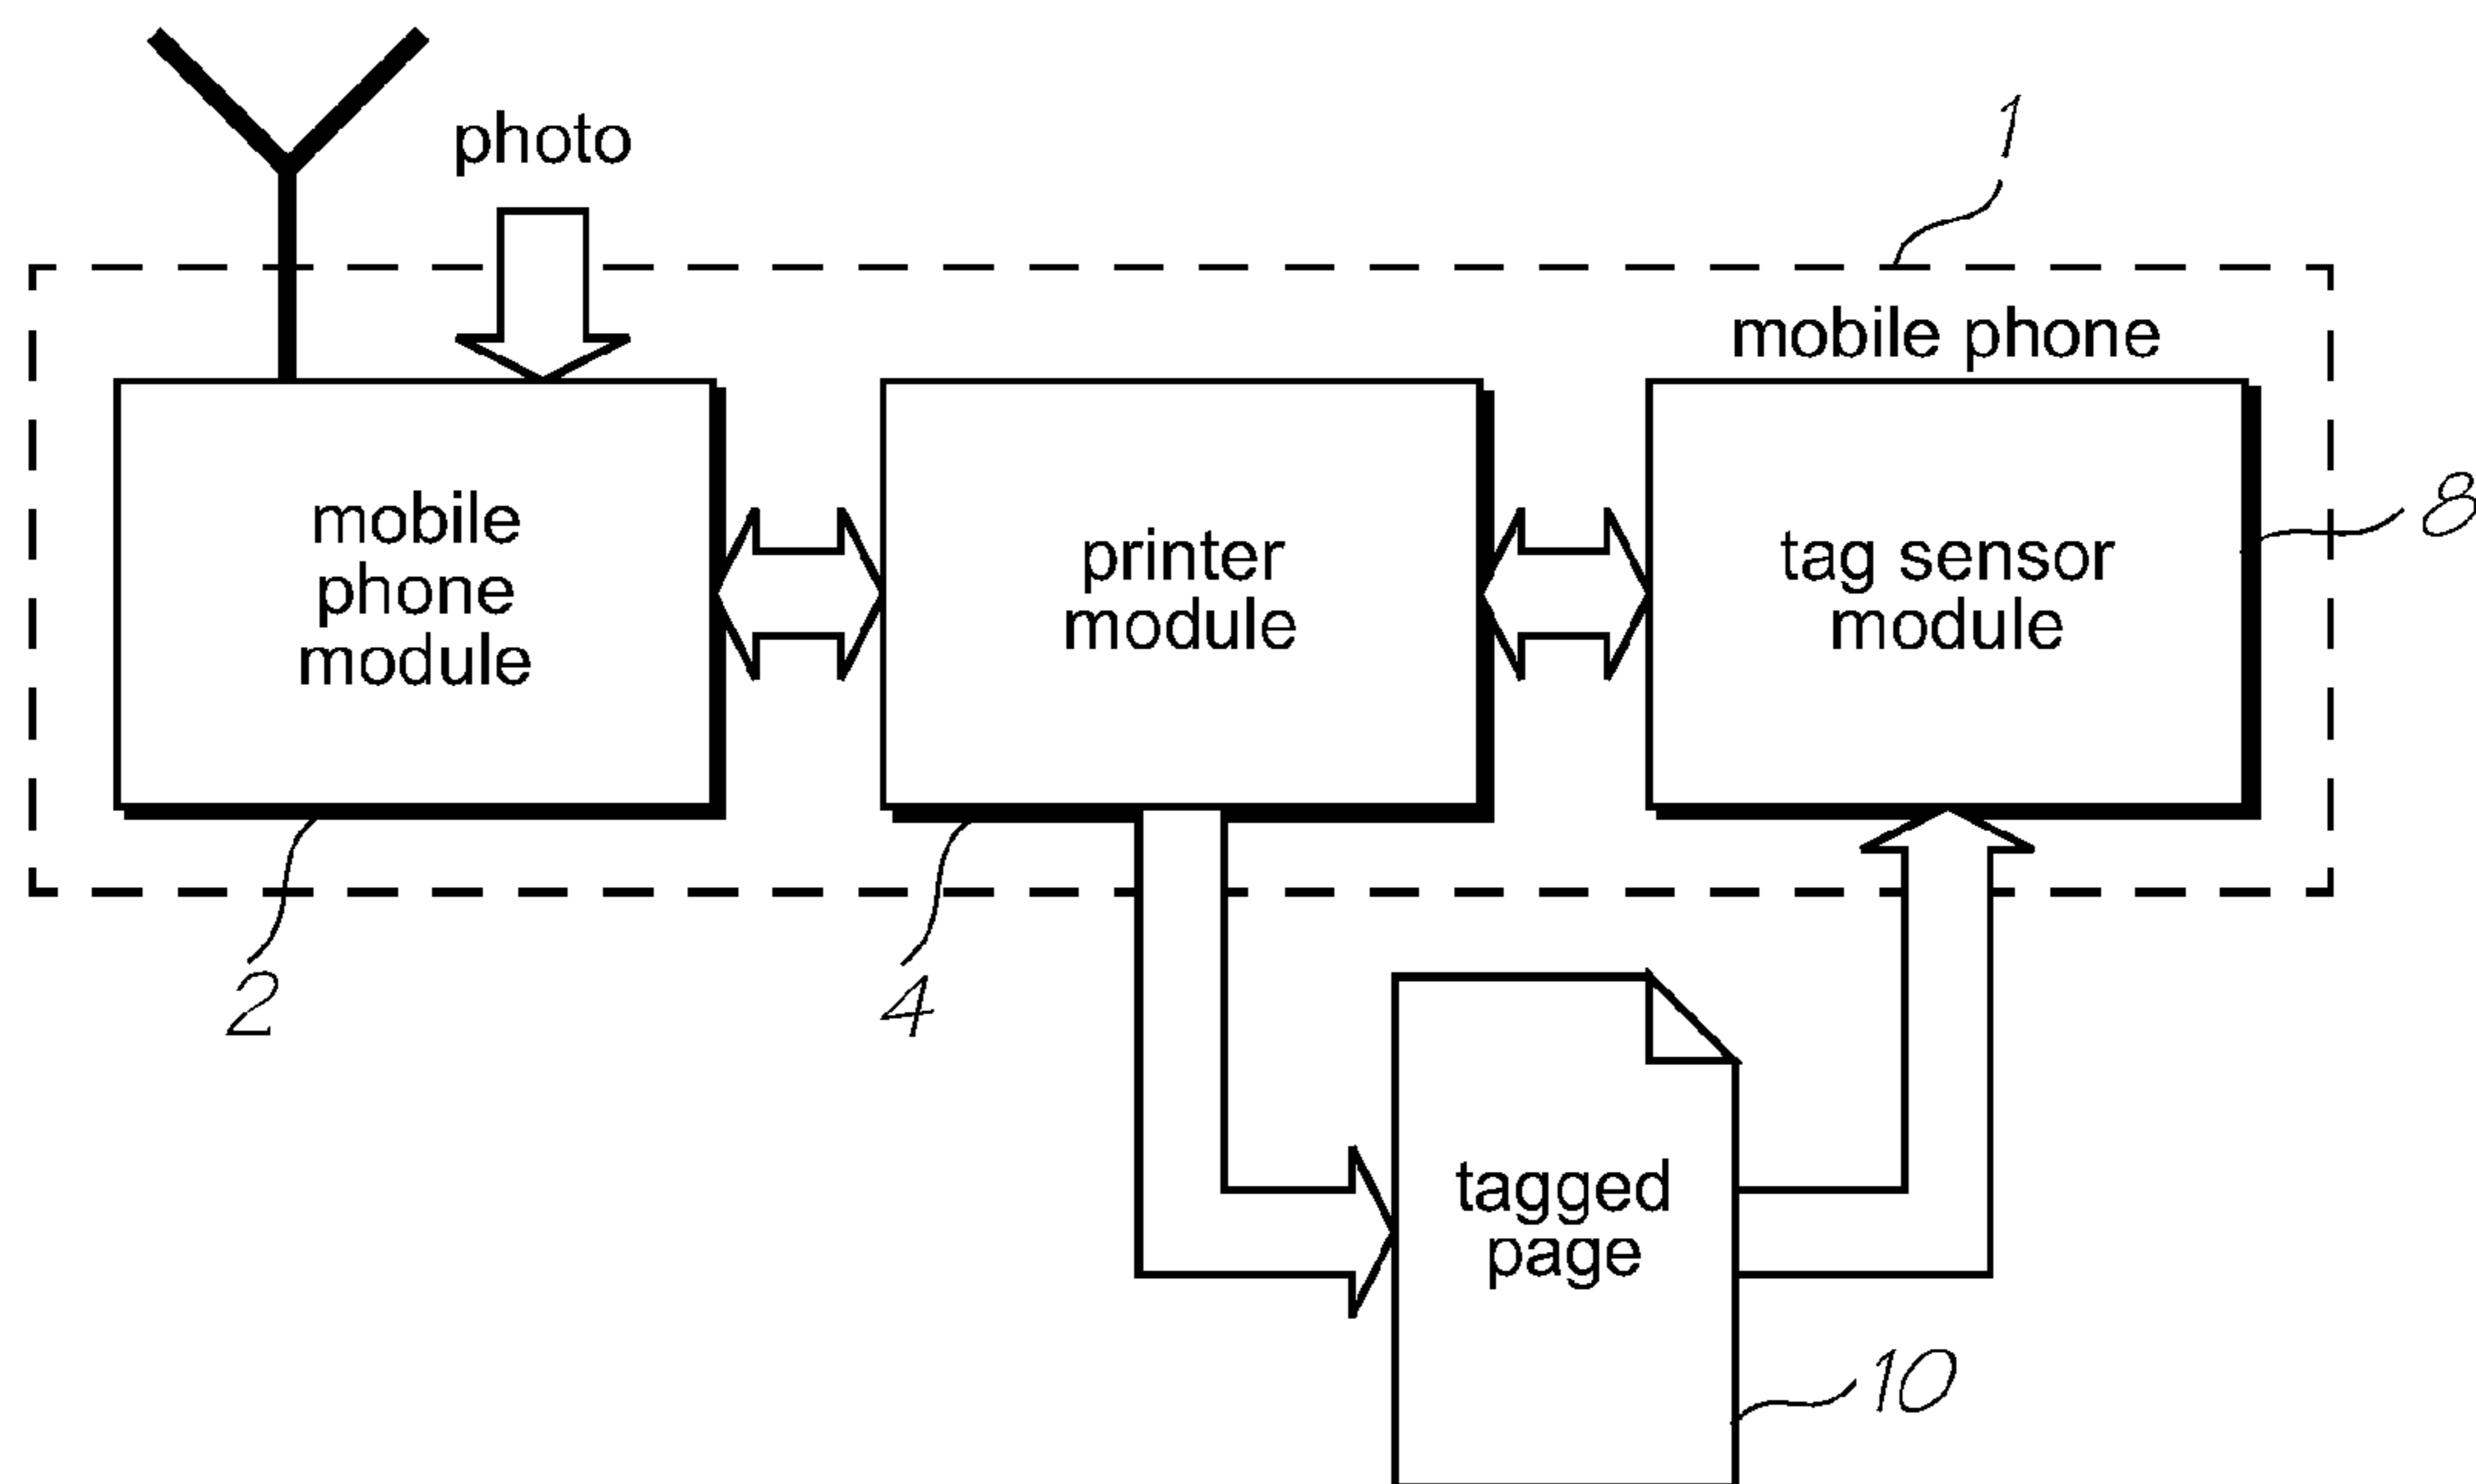 photo
1
mobile phone
mobile
phone
module
printer
module
tag sensor
module
8
2
4
tagged
page
10